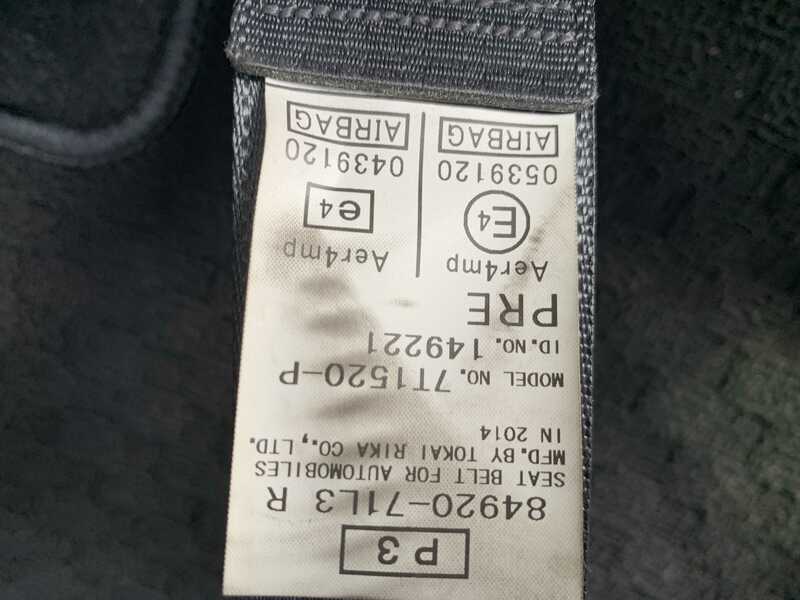 P3
84920-71L3 R
SEAT BELT FOR AUTOMOBILES
MFD. BY TOKAI RIKA CO., LTD.
IN 2014
MODEL NO. 7T1520-P
ID. NO. 149221
PRE
Aer4mp Aer4mp
E4 e4
0539120 0439120
AIRBAG AIRBAG